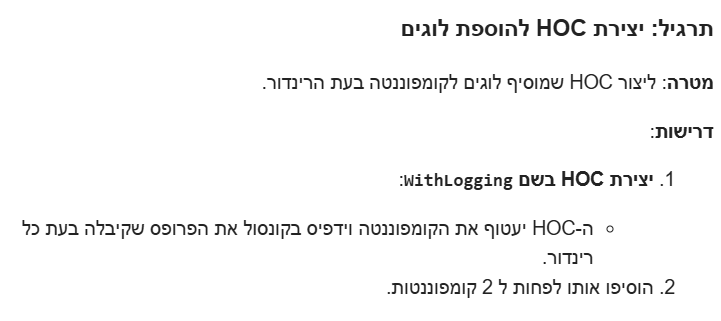 תרגיל: יצירת HOC להוספת לוגים
מטרה: ליצור HOC שמוסיף לוגים לקומפוננטה בעת הרינדור.
דרישות:
1. יצירת HOC בשם WithLogging:
○ ה-HOC יעטוף את הקומפוננטה וידפיס בקונסול את הפרופס שקיבלה בעת כל
רינדור.
2. הוסיפו אותו לפחות ל 2 קומפוננטות.